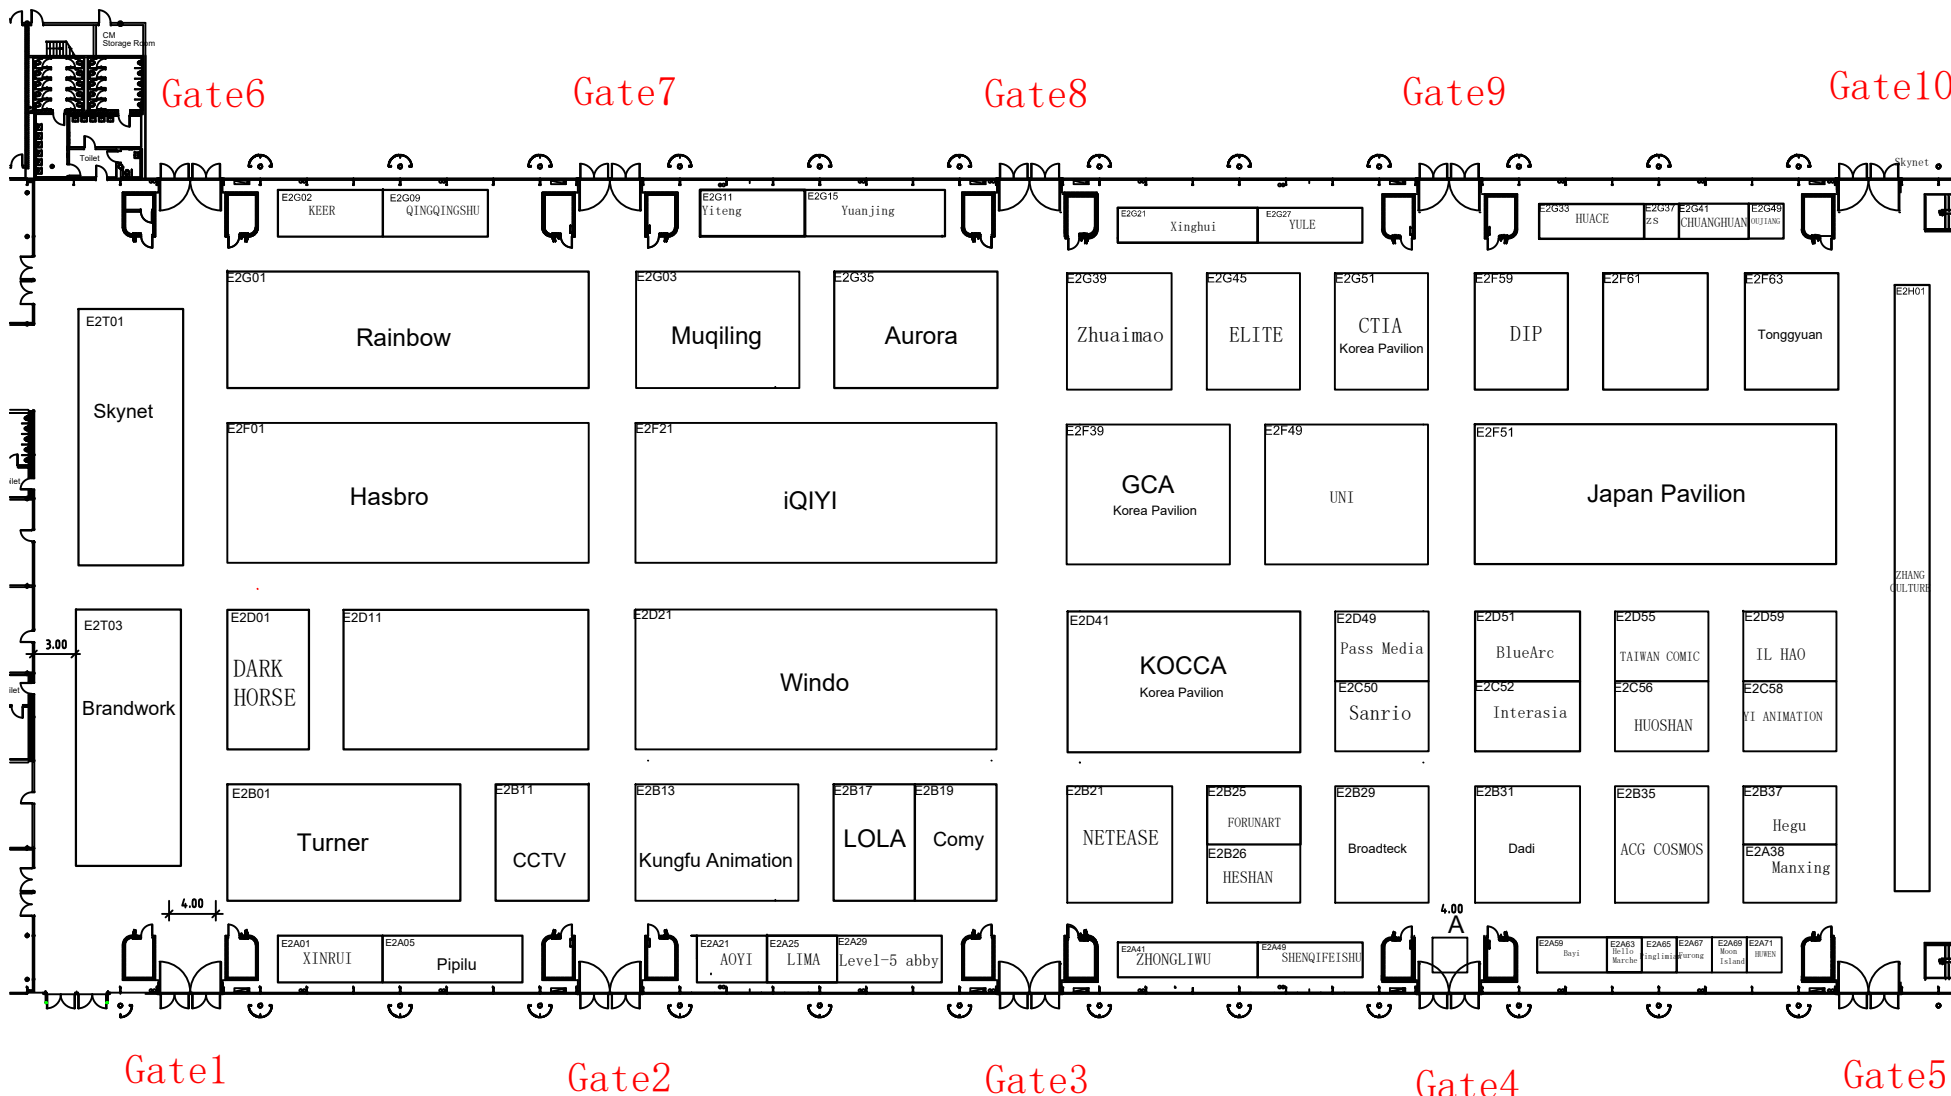 CM
Storage Room
Gate6
Gate7
Gate8
Gate9
Gate10
Toilet
Skynet
E2G02
KEER
E2G09
QINGQINGSHU
E2G11
Yiteng
E2G15
Yuanjing
E2G21
Xinghui
E2G27
YULE
E2G33
HUACE
E2G37
ZS
E2G41
CHUANGHUAN
E2G49
OUJIANG
E2T01
Skynet
E2G01
Rainbow
E2G03
Muqiling
E2G35
Aurora
E2G39
Zhuaimao
E2G45
ELITE
E2G51
CTIA
Korea Pavilion
E2F59
DIP
E2F61
E2F63
Tonggyuan
E2H01
ZHANG
CULTURE
E2F01
Hasbro
E2F21
iQIYI
E2F39
GCA
Korea Pavilion
E2F49
UNI
E2F51
Japan Pavilion
ilet
3.00
E2T03
Brandwork
E2D01
DARK
HORSE
E2D11
E2D21
Windo
E2D41
KOCCA
Korea Pavilion
E2D49
Pass Media
E2C50
Sanrio
E2D51
BlueArc
E2C52
Interasia
E2D55
TAIWAN COMIC
E2C56
HUOSHAN
E2D59
IL HAO
E2C58
YI ANIMATION
ilet
E2B01
Turner
E2B11
CCTV
E2B13
Kungfu Animation
E2B17
LOLA
E2B19
Comy
E2B21
NETEASE
E2B25
FORUNART
E2B26
HESHAN
E2B29
Broadteck
E2B31
Dadi
E2B35
ACG COSMOS
E2B37
Hegu
E2A38
Manxing
4.00
4.00
A
E2A01
XINRUI
E2A05
Pipilu
E2A21
AOYI
E2A25
LIMA
E2A29
Level-5 abby
E2A41
ZHONGLIWU
E2A49
SHENQIFEISHU
E2A59
Bayi
E2A63
Hello
Marche
E2A65
E2A67
Furong
E2A69
Moon
Island
E2A71
HUWEN
Gate1
Gate2
Gate3
Gate4
Gate5